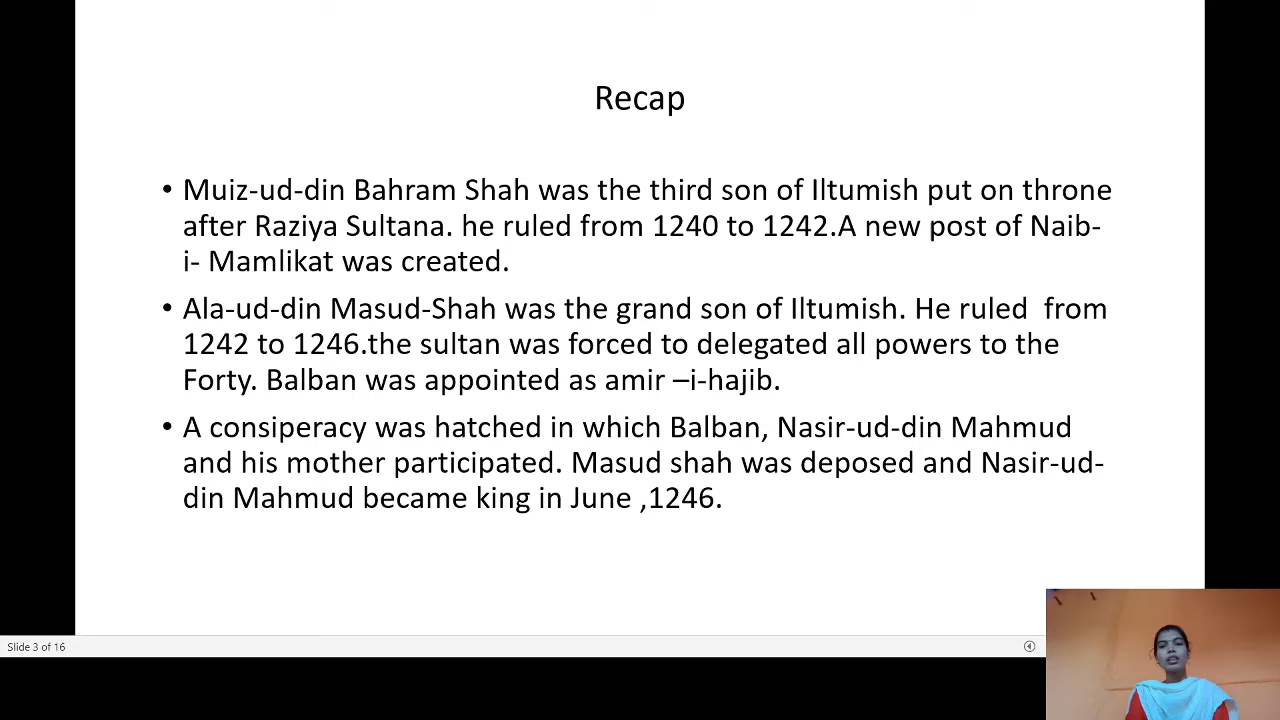 Recap
• Muiz-ud-din Bahram Shah was the third son of Iltumish put on throne
after Raziya Sultana. he ruled from 1240 to 1242.A new post of Naib-
i- Mamlikat was created.
• Ala-ud-din Masud-Shah was the grand son of Iltumish. He ruled  from
1242 to 1246.the sultan was forced to delegated all powers to the
Forty. Balban was appointed as amir –i-hajib.
• A consiperacy was hatched in which Balban, Nasir-ud-din Mahmud
and his mother participated. Masud shah was deposed and Nasir-ud-
din Mahmud became king in June ,1246.
Slide 3 of 16